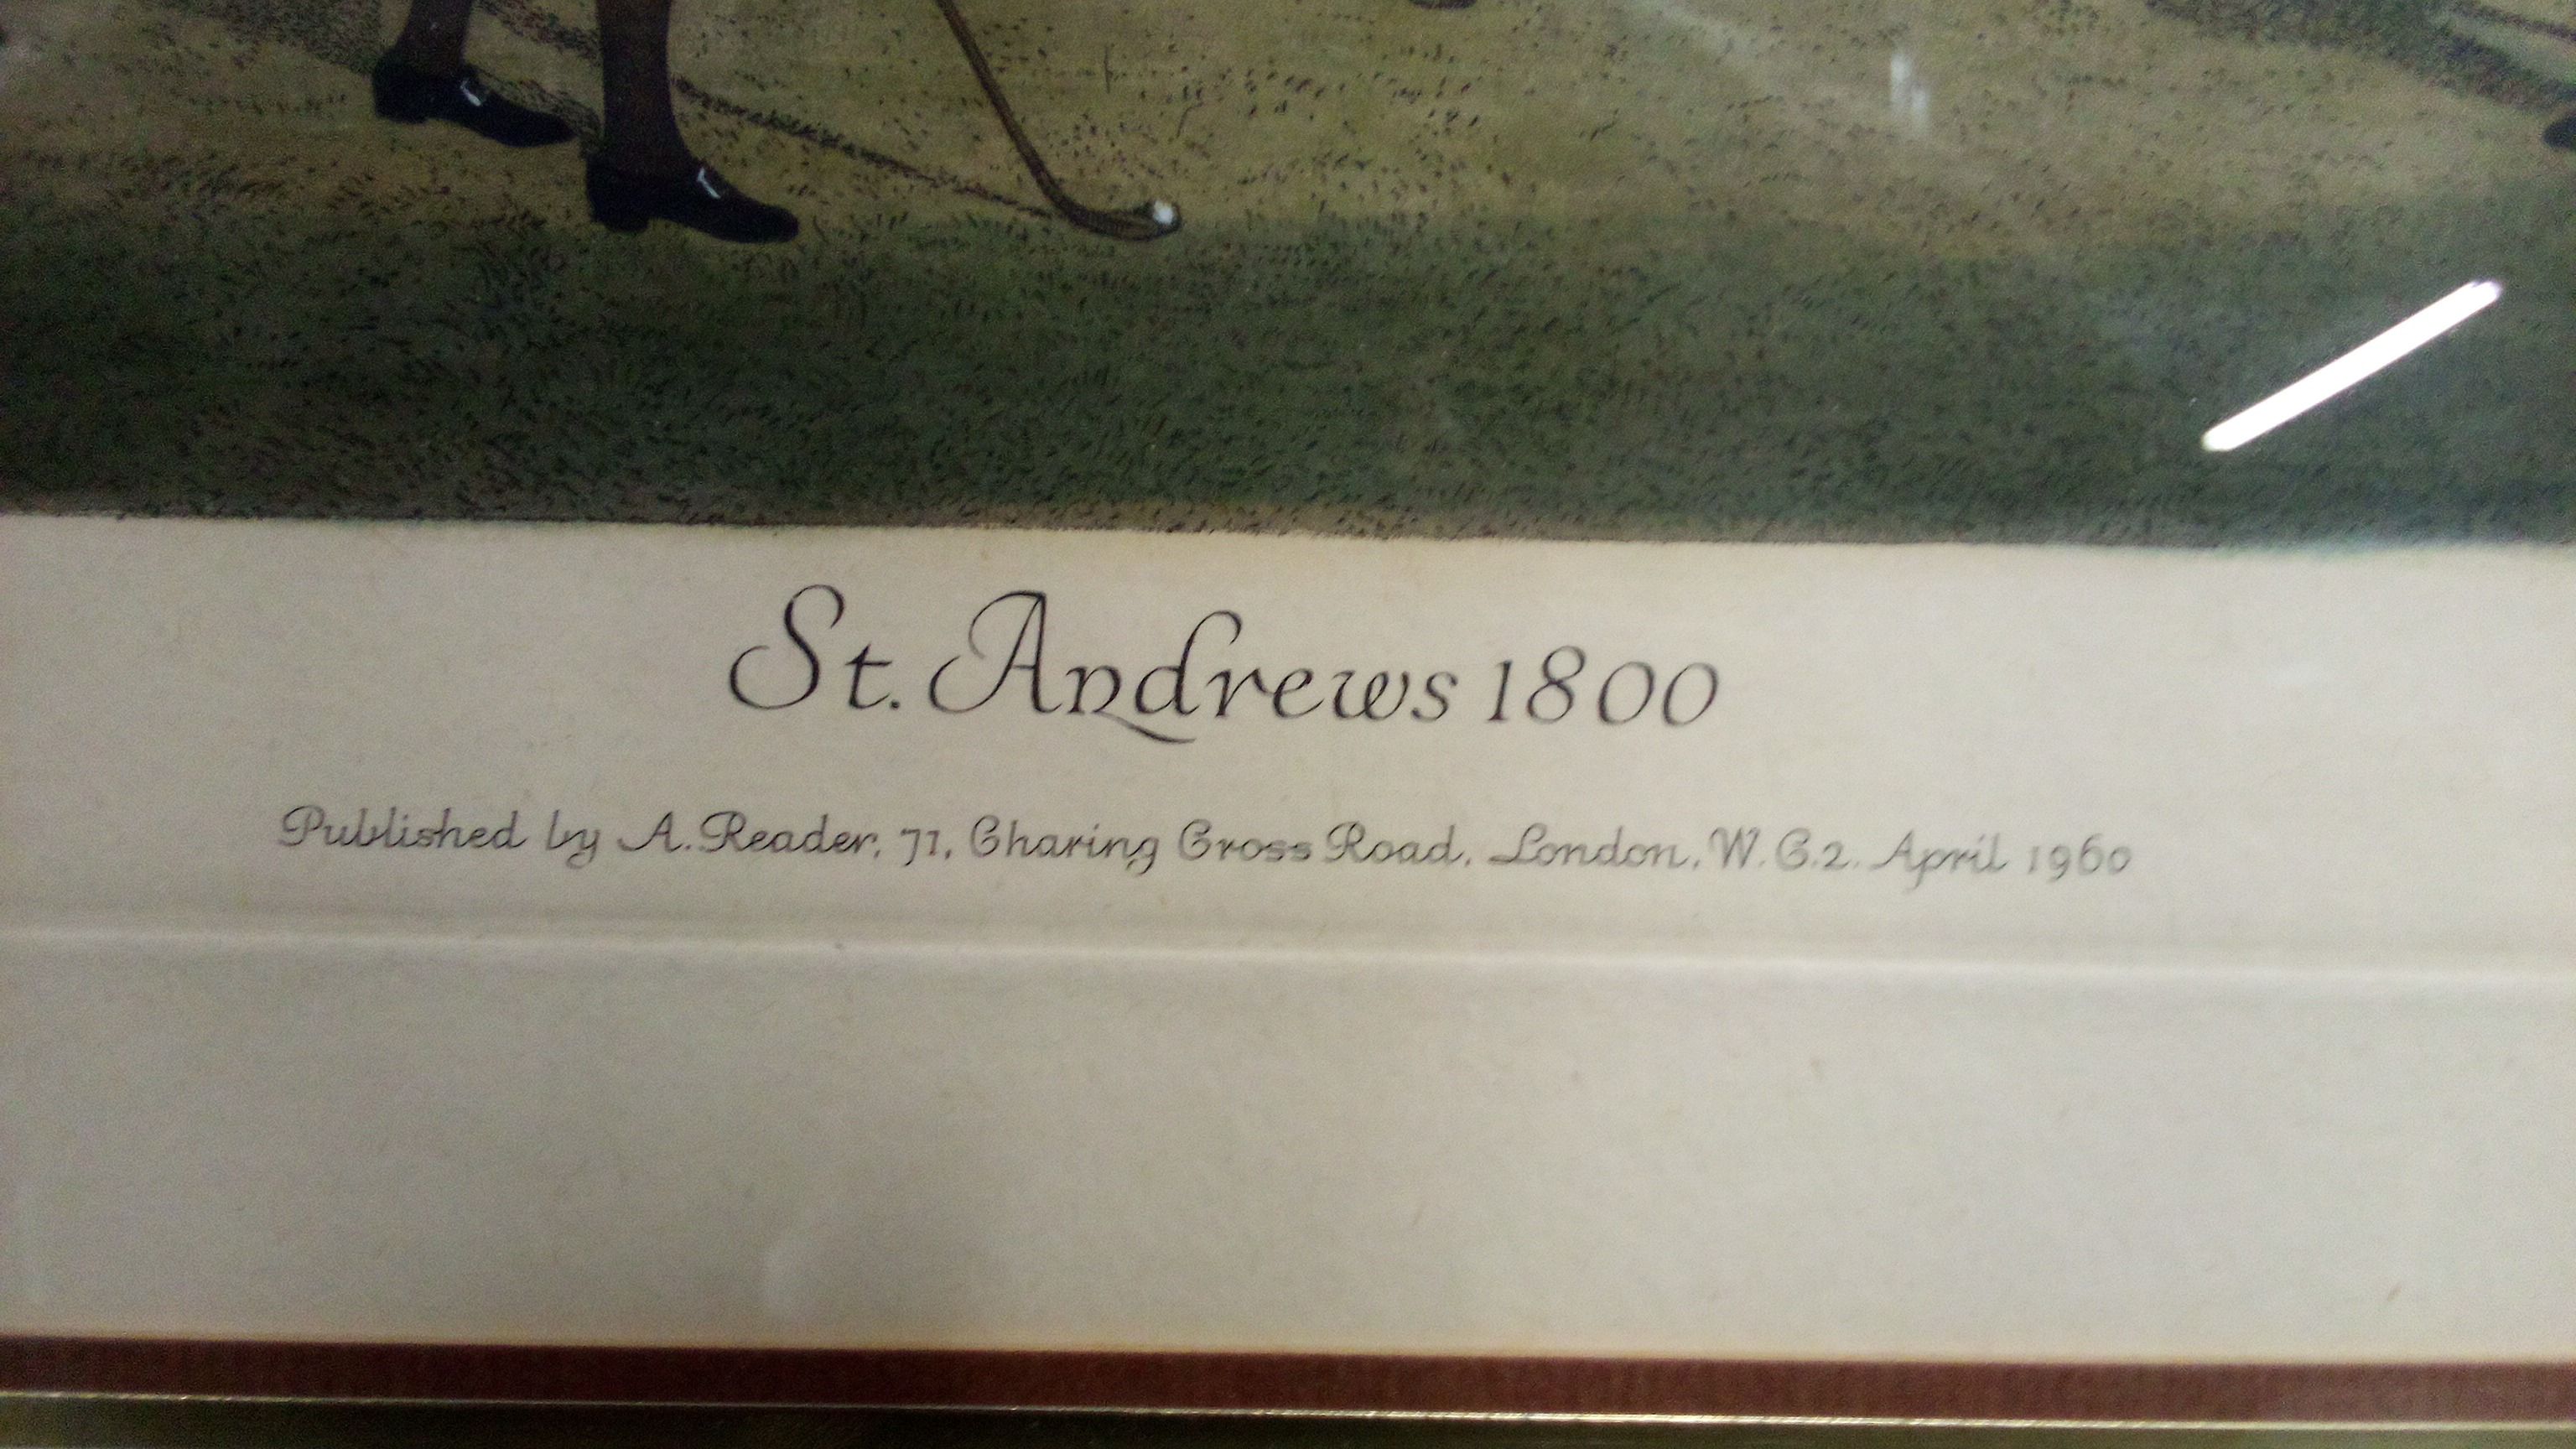 St. Andrews 1800
Published by A. Reader, 71, Charing Cross Road, London, W.C.2. April 1960